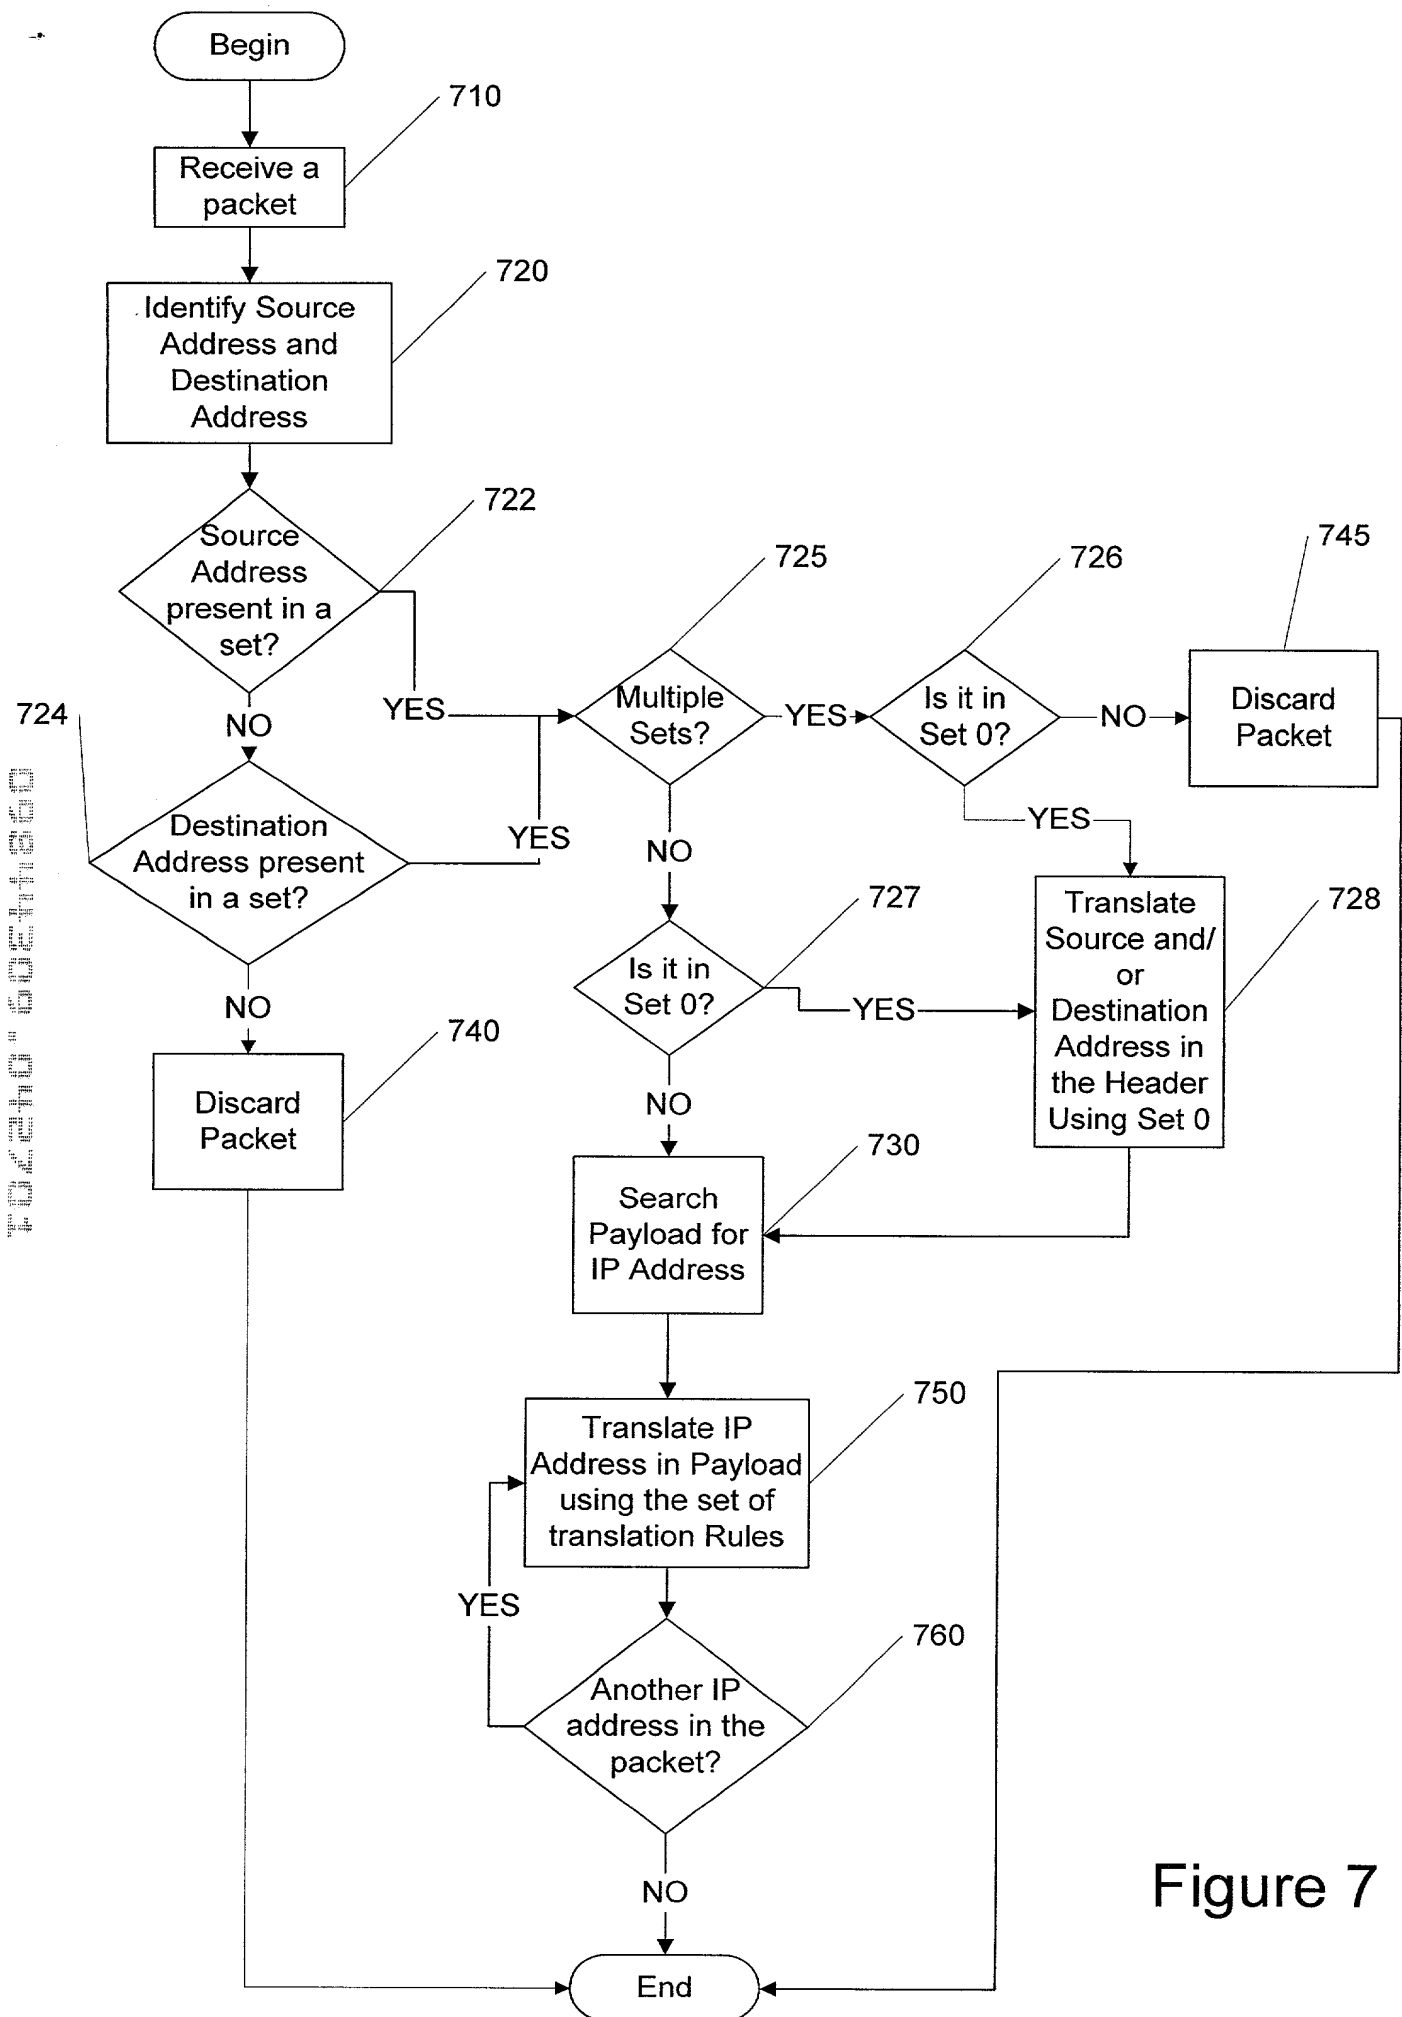 Begin
710
Receive a
packet
720
Identify Source
Address and
Destination
Address
722
Source
Address
present in a
set?
YES
NO
724
Destination
Address present
in a set?
YES
NO
740
Discard
Packet
725
Multiple
Sets?
YES
NO
726
Is it in
Set 0?
NO
YES
745
Discard
Packet
727
Is it in
Set 0?
YES
NO
728
Translate
Source and/
or
Destination
Address in
the Header
Using Set 0
730
Search
Payload for
IP Address
750
Translate IP
Address in Payload
using the set of
translation Rules
YES
760
Another IP
address in the
packet?
NO
End
Figure 7